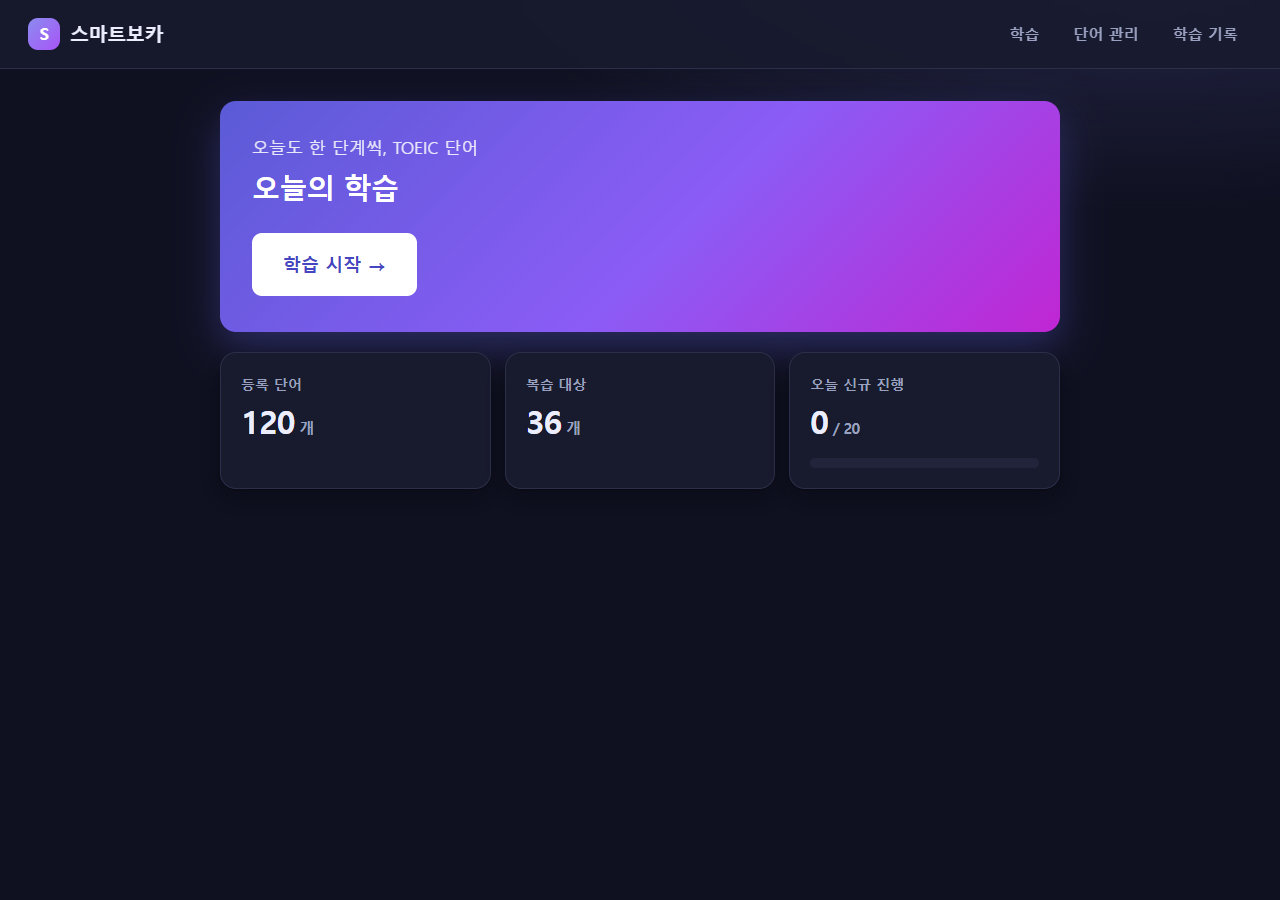 S 스마트보카
학습 단어 관리 학습 기록
오늘도 한 단계씩, TOEIC 단어
오늘의 학습
학습 시작 →
등록 단어
120 개
복습 대상
36 개
오늘 신규 진행
0 / 20